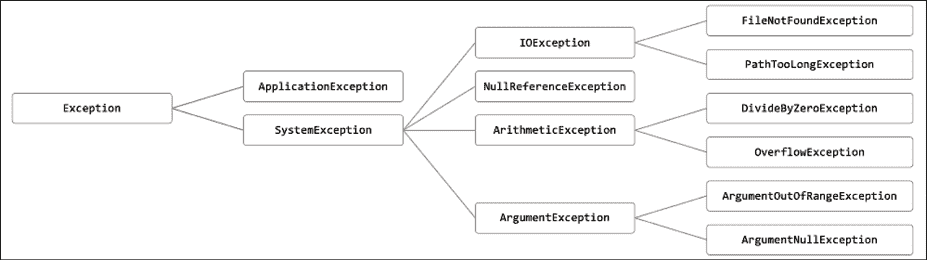 Exception
ApplicationException
SystemException
IOException
NullReferenceException
ArithmeticException
ArgumentException
FileNotFoundException
PathTooLongException
DivideByZeroException
OverflowException
ArgumentOutOfRangeException
ArgumentNullException